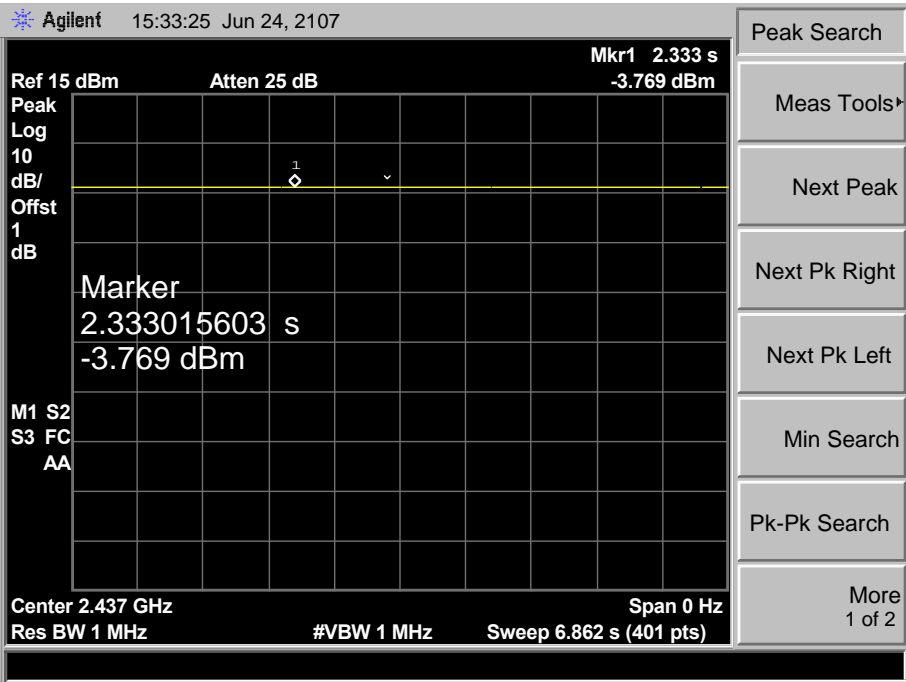 Agilent 15:33:25 Jun 24, 2107
Mkr1 2.333 s
Ref 15 dBm Atten 25 dB -3.769 dBm
Peak
Log
10
dB/
Offst
1
dB
1
Marker
2.333015603 s
-3.769 dBm
M1 S2
S3 FC
AA
Center 2.437 GHz Span 0 Hz
Res BW 1 MHz #VBW 1 MHz Sweep 6.862 s (401 pts)
Peak Search
Meas Tools
Next Peak
Next Pk Right
Next Pk Left
Min Search
Pk-Pk Search
More
1 of 2